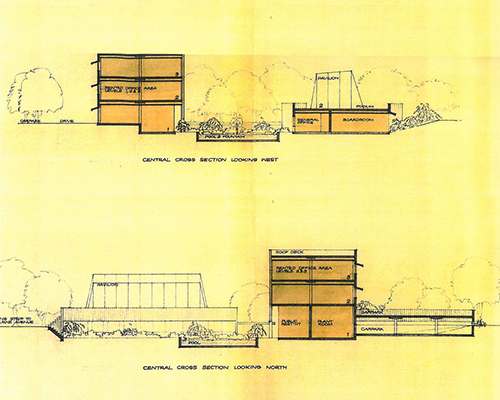 PAVILION
3
RENTED OFFICE AREA
LEVELS 2 & 3
2
2
PODIUM
GENERAL
OFFICE
BOARDROOM
DRIVE
1
POOL & FOUNTAIN
CENTRAL CROSS SECTION LOOKING WEST
ROOF DECK
RENTED OFFICE AREA
LEVELS 2 & 3
3
PAVILION
2
CARPARK
PUBLIC
PLANT
ROOM
1
CARPARK
POOL
CENTRAL CROSS SECTION LOOKING NORTH